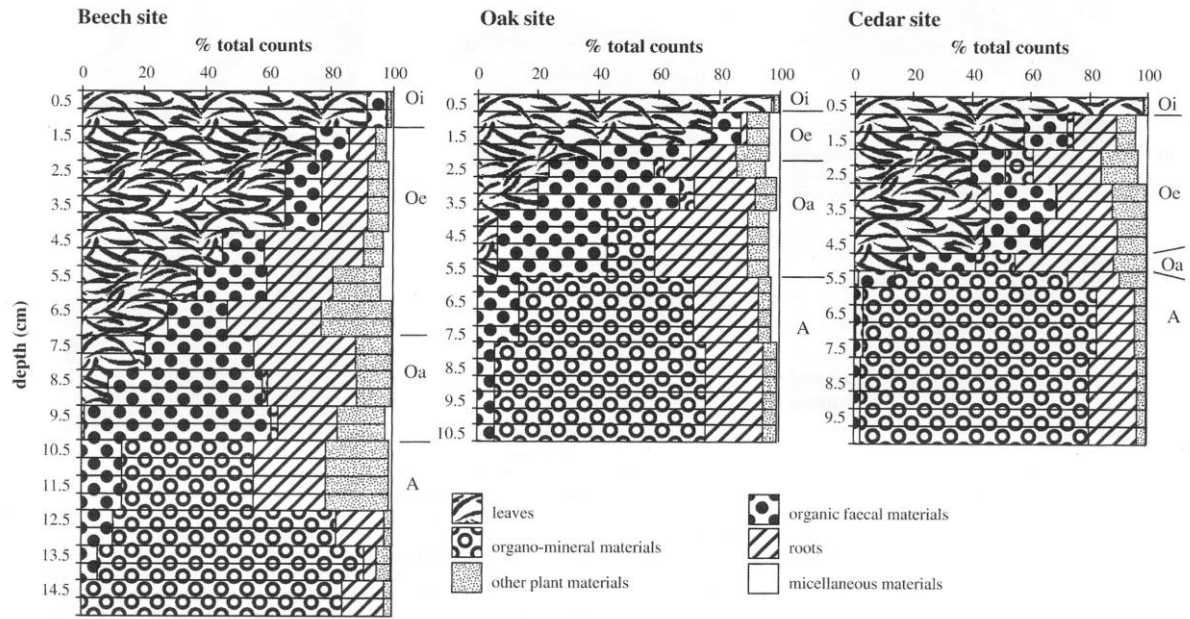 Beech site
% total counts
0 20 40 60 80 100
0.5
1.5
2.5
3.5
4.5
5.5
6.5
7.5
8.5
9.5
10.5
11.5
12.5
13.5
14.5
depth (cm)
Oi
Oe
Oa
A
Oak site
% total counts
0 20 40 60 80 100
0.5
1.5
2.5
3.5
4.5
5.5
6.5
7.5
8.5
9.5
10.5
Oi
Oe
Oa
A
Cedar site
% total counts
0 20 40 60 80 100
0.5
1.5
2.5
3.5
4.5
5.5
6.5
7.5
8.5
9.5
Oi
Oe
Oa
A
leaves
organo-mineral materials
other plant materials
organic faecal materials
roots
micellaneous materials